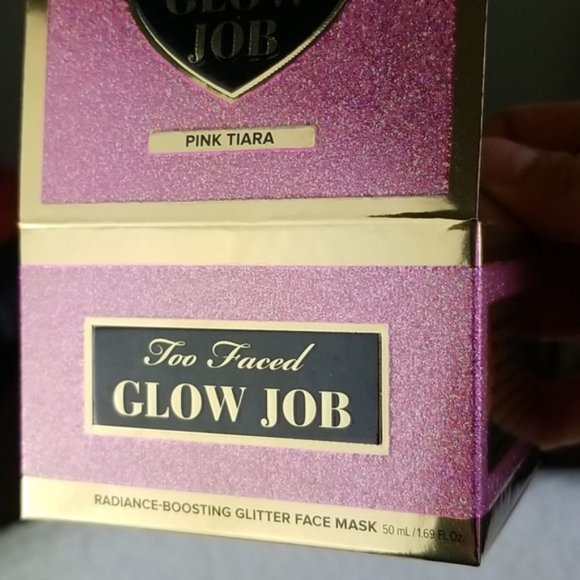 GLOW
JOB
PINK TIARA
Too Faced
GLOW JOB
RADIANCE-BOOSTING GLITTER FACE MASK 50 mL/1.69 FL. Oz.